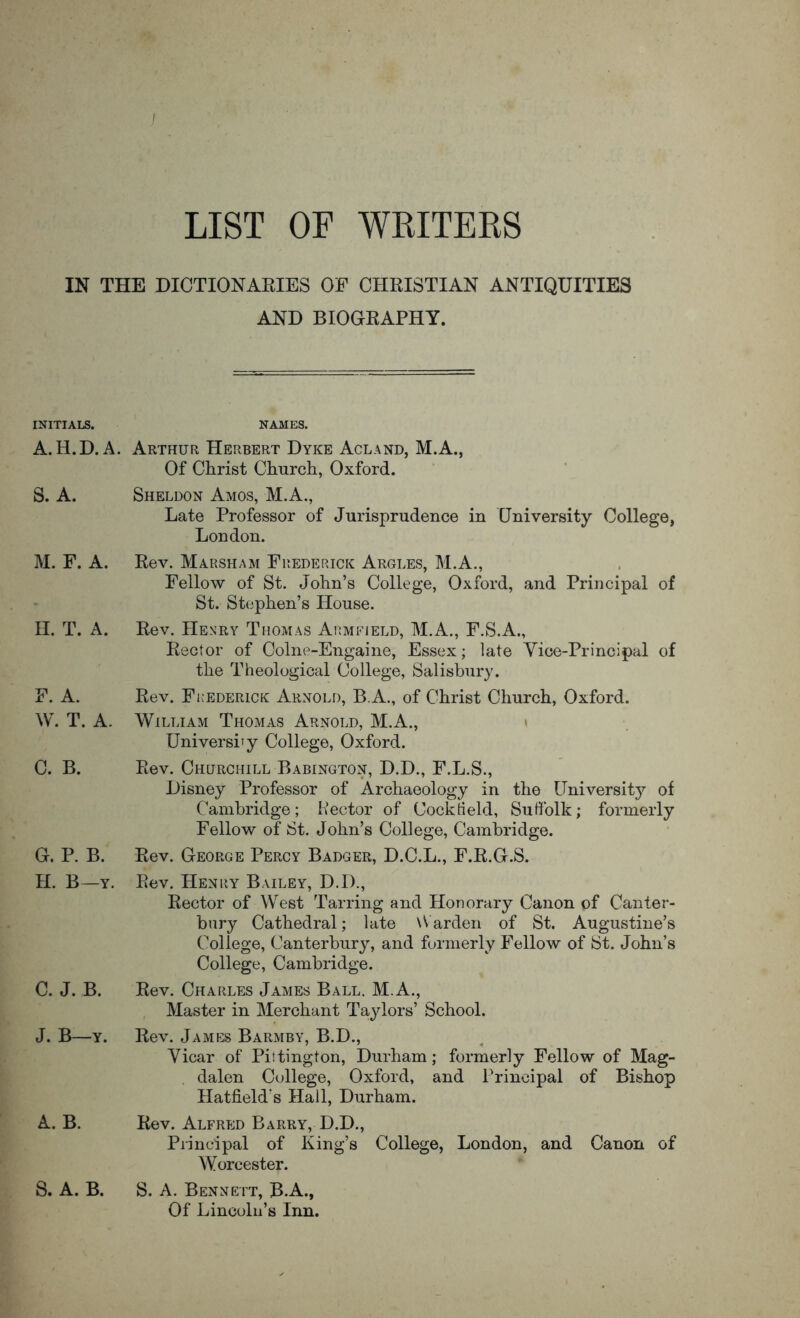 LIST OF WRITERS
IN THE DICTIONARIES OF CHRISTIAN ANTIQUITIES
AND BIOGRAPHY.
INITIALS. NAMES.
A. H. D. A. ARTHUR HERBERT DYKE ACLAND, M.A.,
Of Christ Church, Oxford.
S. A. SHELDON AMOS, M.A.,
Late Professor of Jurisprudence in University College,
London.
M. F. A. Rev. MARSHAM FREDERICK ARGLES, M.A.,
Fellow of St. John's College, Oxford, and Principal of
St. Stephen's House.
H. T. A. Rev. HENRY THOMAS ARMFIELD, M.A., F.S.A.,
Rector of Colne-Engaine, Essex; late Vice-Principal of
the Theological College, Salisbury.
F. A. Rev. FREDERICK ARNOLD, B.A., of Christ Church, Oxford.
W. T. A. WILLIAM THOMAS ARNOLD, M.A.,
University College, Oxford.
C. B. Rev. CHURCHILL BABINGTON, D.D., F.L.S.,
Disney Professor of Archaeology in the University of
Cambridge; Rector of Cockfield, Suffolk; formerly
Fellow of St. John's College, Cambridge.
G. P. B. Rev. GEORGE PERCY BADGER, D.C.L., F.R.G.S.
H. B—Y. Rev. HENRY BAILEY, D.D.,
Rector of West Tarring and Honorary Canon of Canter-
bury Cathedral; late Warden of St. Augustine's
College, Canterbury, and formerly Fellow of St. John's
College, Cambridge.
C. J. B. Rev. CHARLES JAMES BALL. M.A.,
Master in Merchant Taylors' School.
J. B—Y. Rev. JAMES BARMBY, B.D.,
Vicar of Pittington, Durham; formerly Fellow of Mag-
dalen College, Oxford, and Principal of Bishop
Hatfield's Hall, Durham.
A. B. Rev. ALFRED BARRY, D.D.,
Principal of King's College, London, and Canon of
Worcester.
S. A. B. S. A. BENNETT, B.A.,
Of Lincoln's Inn.